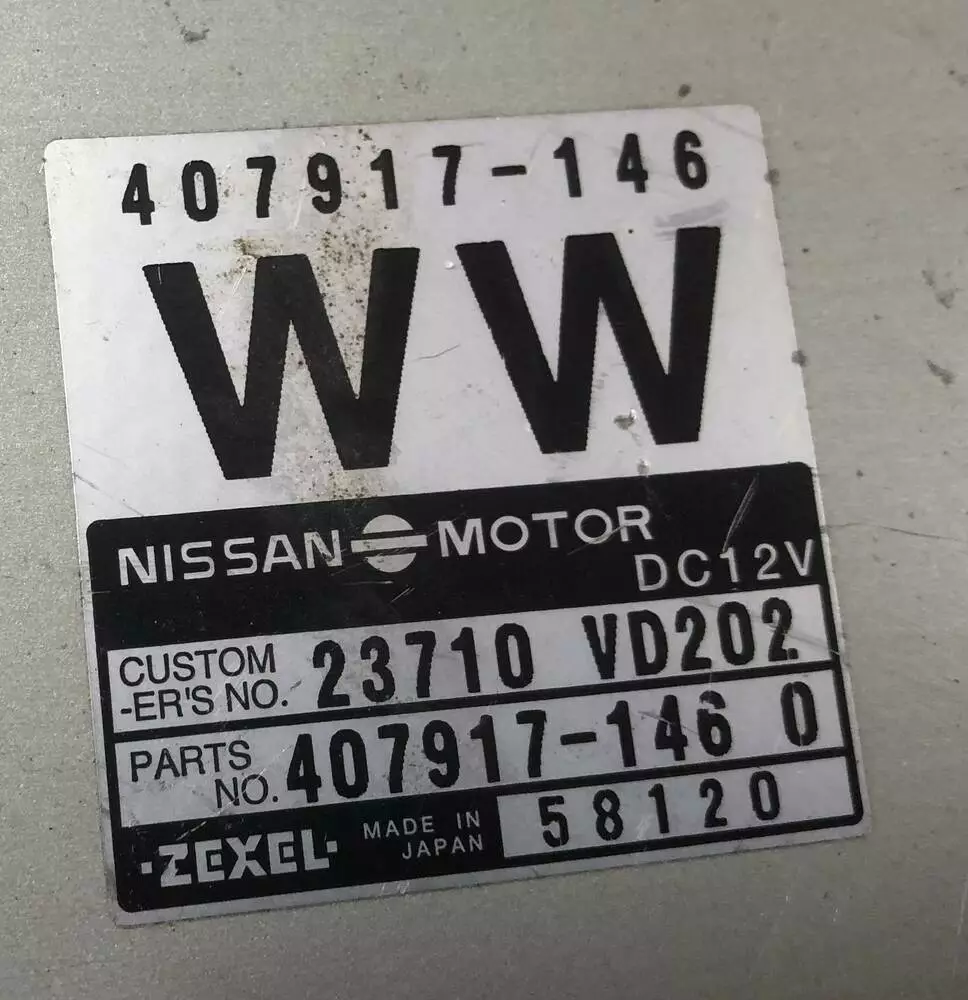 407917-146
WW
NISSAN MOTOR
DC12V
CUSTOM
-ER'S NO. 23710 VD202
PARTS
NO. 407917-146 0
·ZEXEL· MADE IN
JAPAN
58120